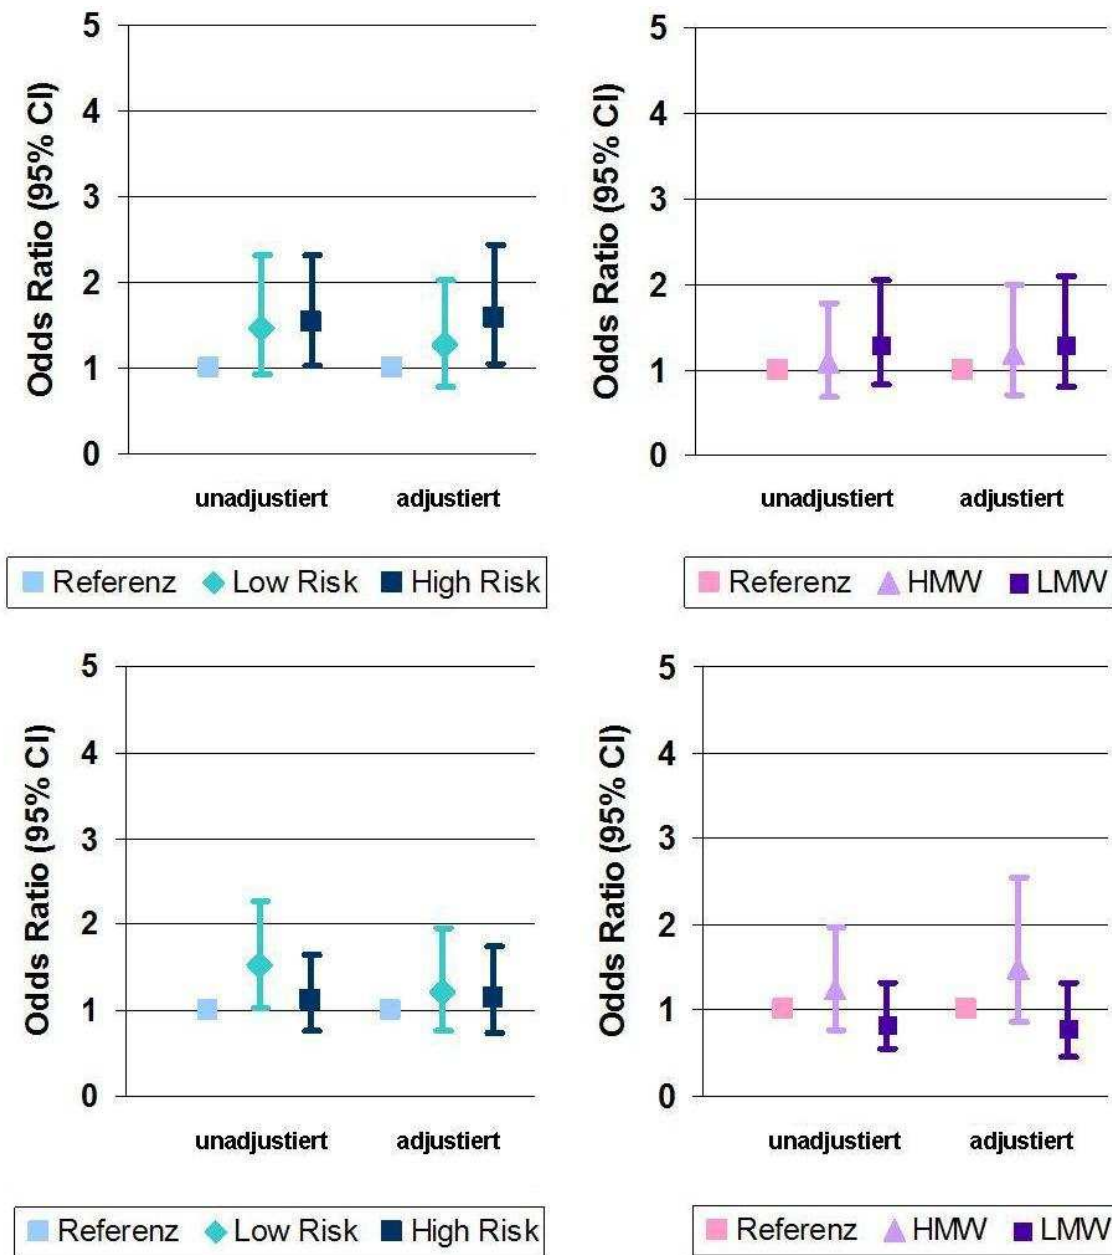 Odds Ratio (95% CI)
5
4
3
2
1
0
unadjustiert adjustiert
Referenz Low Risk High Risk
Odds Ratio (95% CI)
5
4
3
2
1
0
unadjustiert adjustiert
Referenz HMW LMW
Odds Ratio (95% CI)
5
4
3
2
1
0
unadjustiert adjustiert
Referenz Low Risk High Risk
Odds Ratio (95% CI)
5
4
3
2
1
0
unadjustiert adjustiert
Referenz HMW LMW